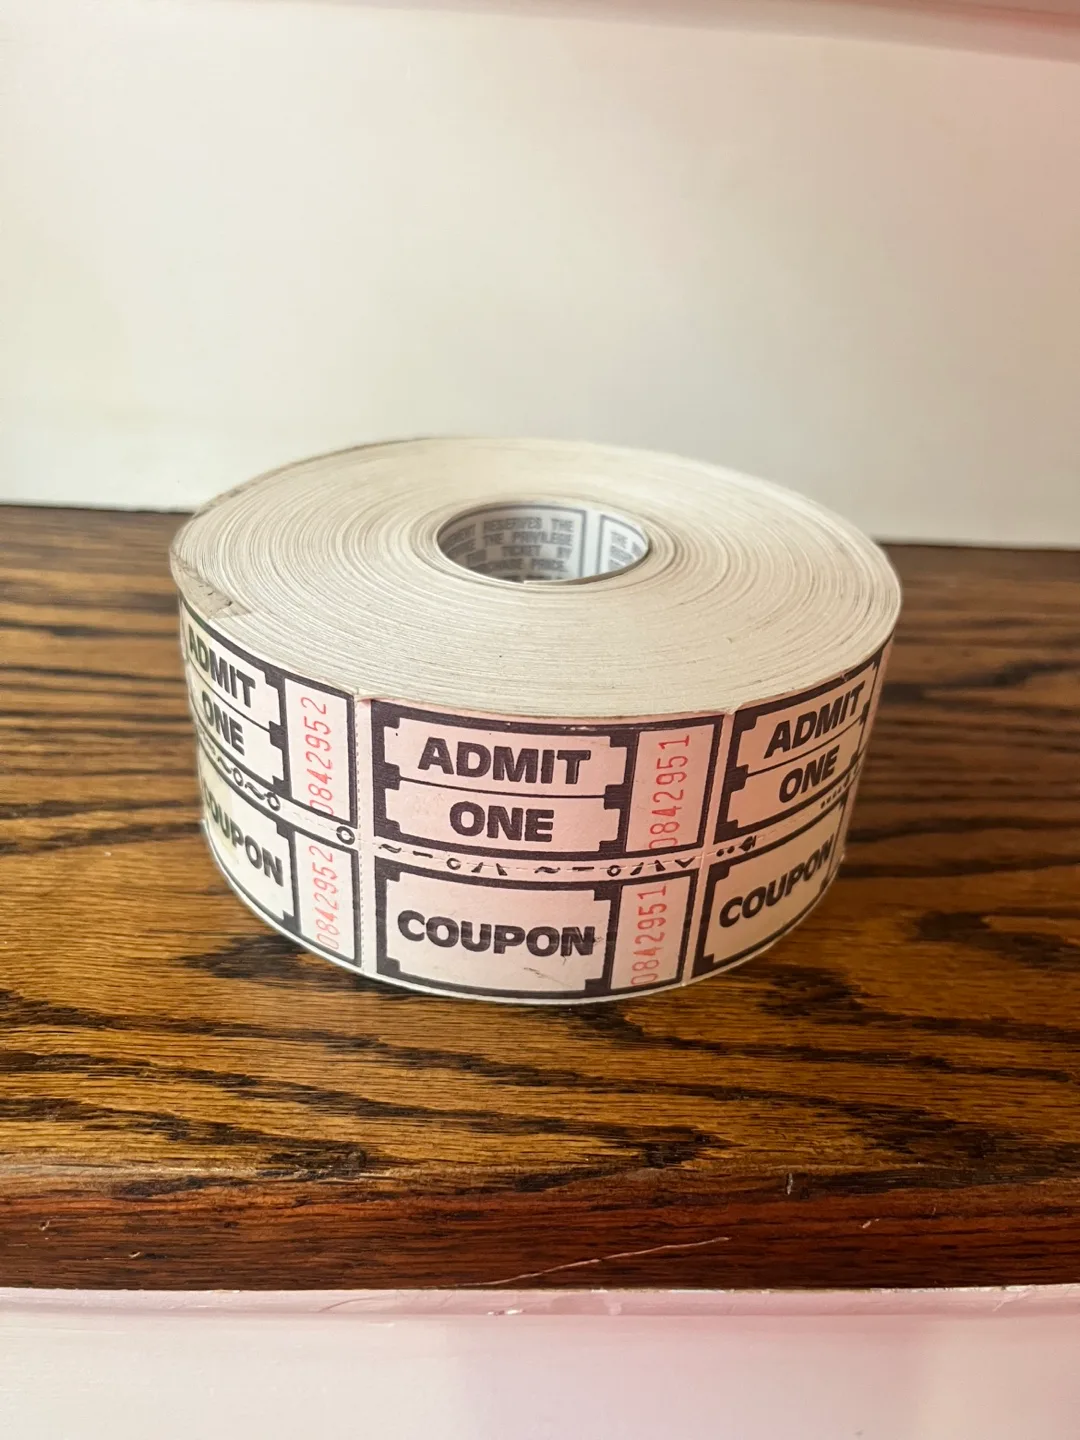 RESERVES THE
THE PRIVILEGE
TICKET BY
PRICE.
THE
ADMIT
ONE
0842952
COUPON
0842952
ADMIT
ONE
0842951
COUPON
0842951
ADMIT
ONE
COUPON